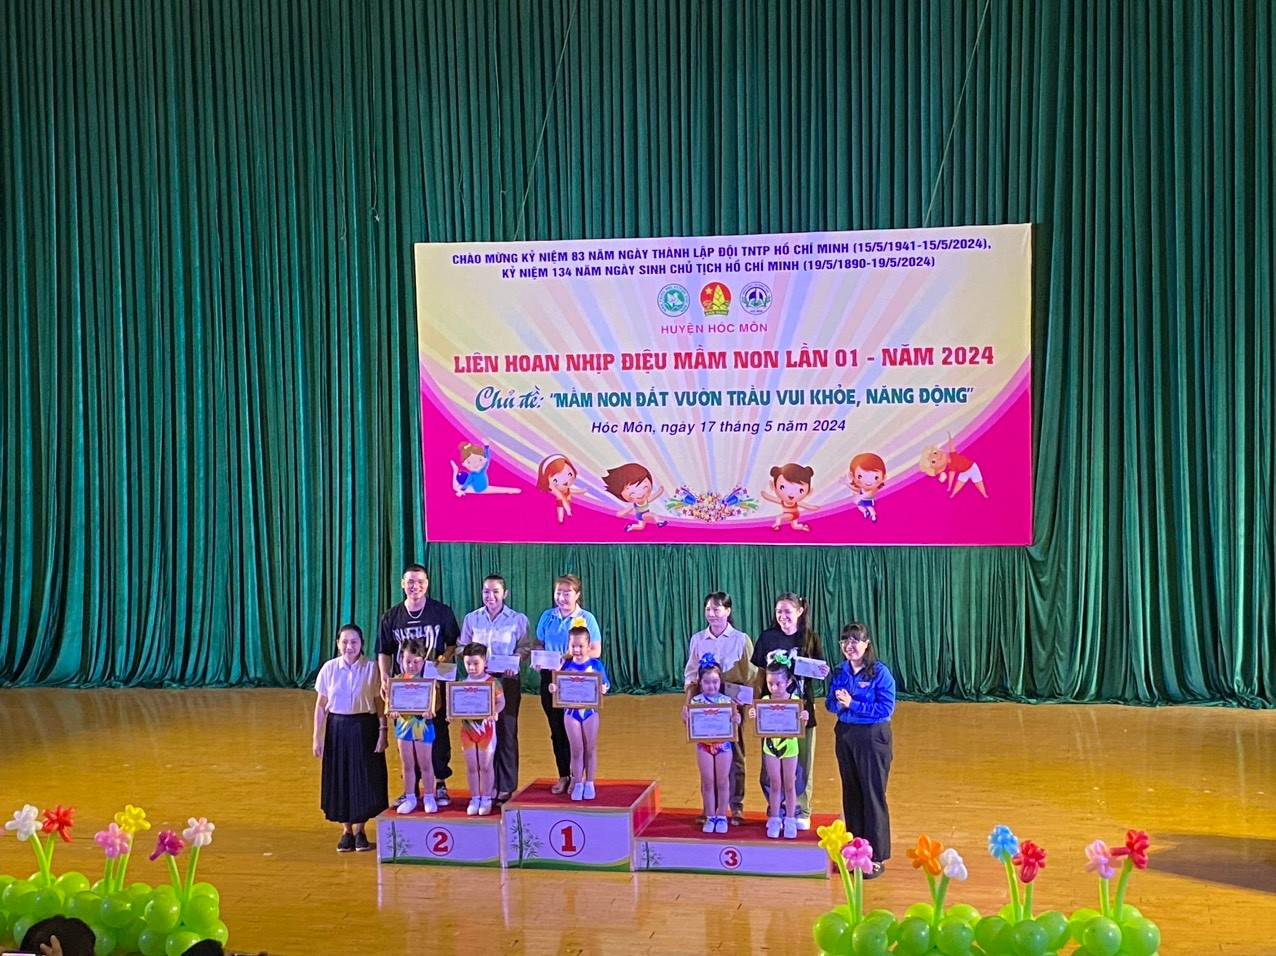 CHÀO MỪNG KỶ NIỆM 83 NĂM NGÀY THÀNH LẬP ĐỘI TNTP HỒ CHÍ MINH (15/5/1941-15/5/2024),
KỶ NIỆM 134 NĂM NGÀY SINH CHỦ TỊCH HỒ CHÍ MINH (19/5/1890-19/5/2024)
HUYỆN HÓC MÔN
LIÊN HOAN NHỊP ĐIỆU MẦM NON LẦN 01 - NĂM 2024
Chủ đề: "MẦM NON ĐẤT VƯỜN TRẦU VUI KHỎE, NĂNG ĐỘNG"
Hóc Môn, ngày 17 tháng 5 năm 2024
2
1
3